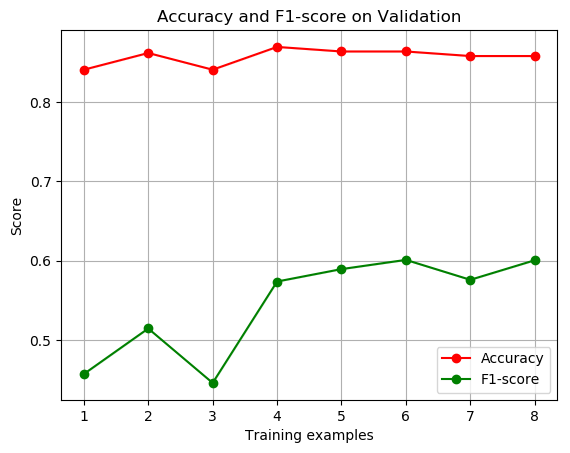 Accuracy and F1-score on Validation
Score
0.8
0.7
0.6
0.5
Accuracy
F1-score
1 2 3 4 5 6 7 8
Training examples